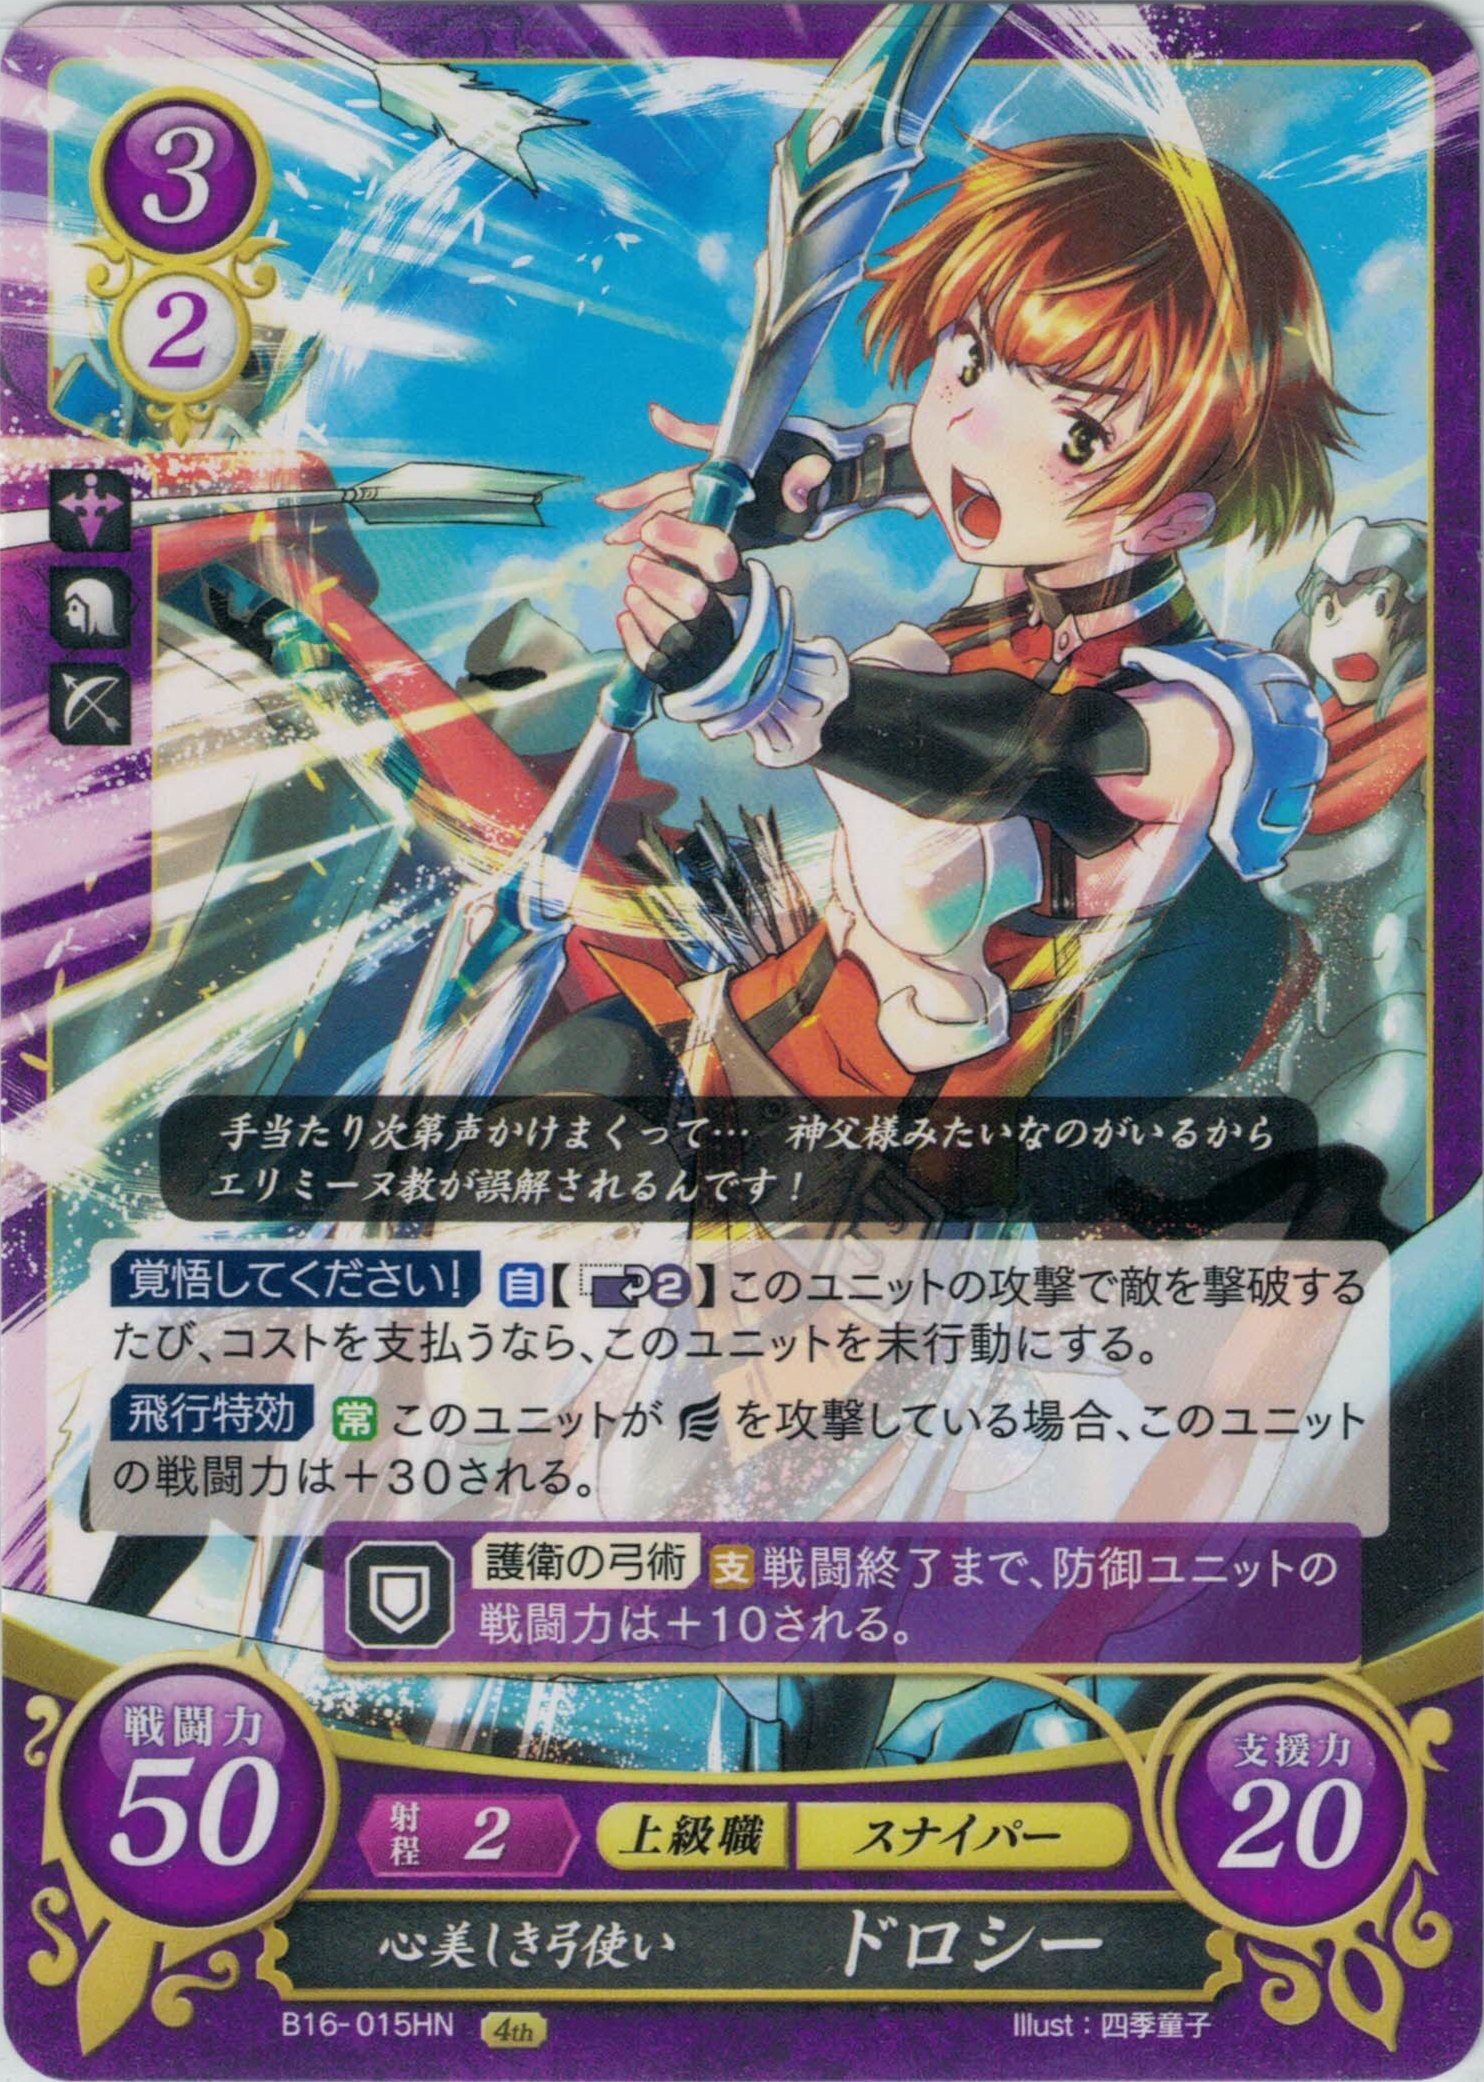 3
2
手当たり次第声かけまくって… 神父様みたいなのがいるから
エリミーヌ教が誤解されるんです！
覚悟してください！ 自【2】このユニットの攻撃で敵を撃破する
たび、コストを支払うなら、このユニットを未行動にする。
飛行特効 常 このユニットが を攻撃している場合、このユニット
の戦闘力は＋30される。
護衛の弓術 支 戦闘終了まで、防御ユニットの
戦闘力は＋10される。
戦闘力
50
射程 2
上級職 スナイパー
支援力
20
心美しき弓使い ドロシー
B16-015HN 4th
Illust：四季童子